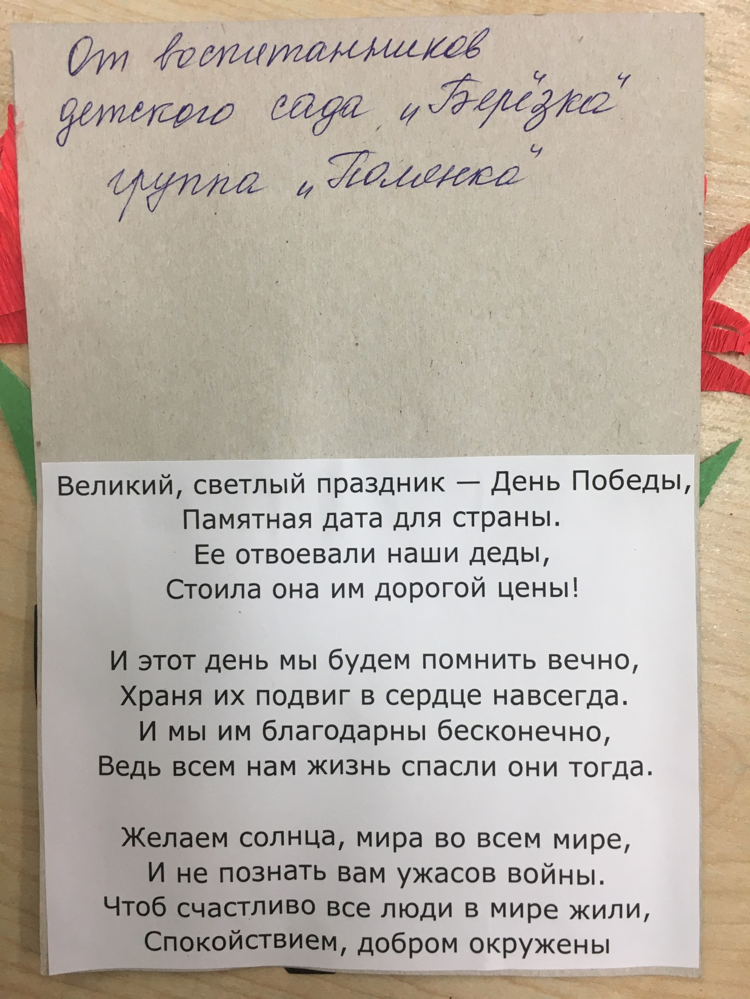 От воспитанников
детского сада „Берёзка“
группа „Полянка“
Великий, светлый праздник — День Победы,
Памятная дата для страны.
Ее отвоевали наши деды,
Стоила она им дорогой цены!
И этот день мы будем помнить вечно,
Храня их подвиг в сердце навсегда.
И мы им благодарны бесконечно,
Ведь всем нам жизнь спасли они тогда.
Желаем солнца, мира во всем мире,
И не познать вам ужасов войны.
Чтоб счастливо все люди в мире жили,
Спокойствием, добром окружены